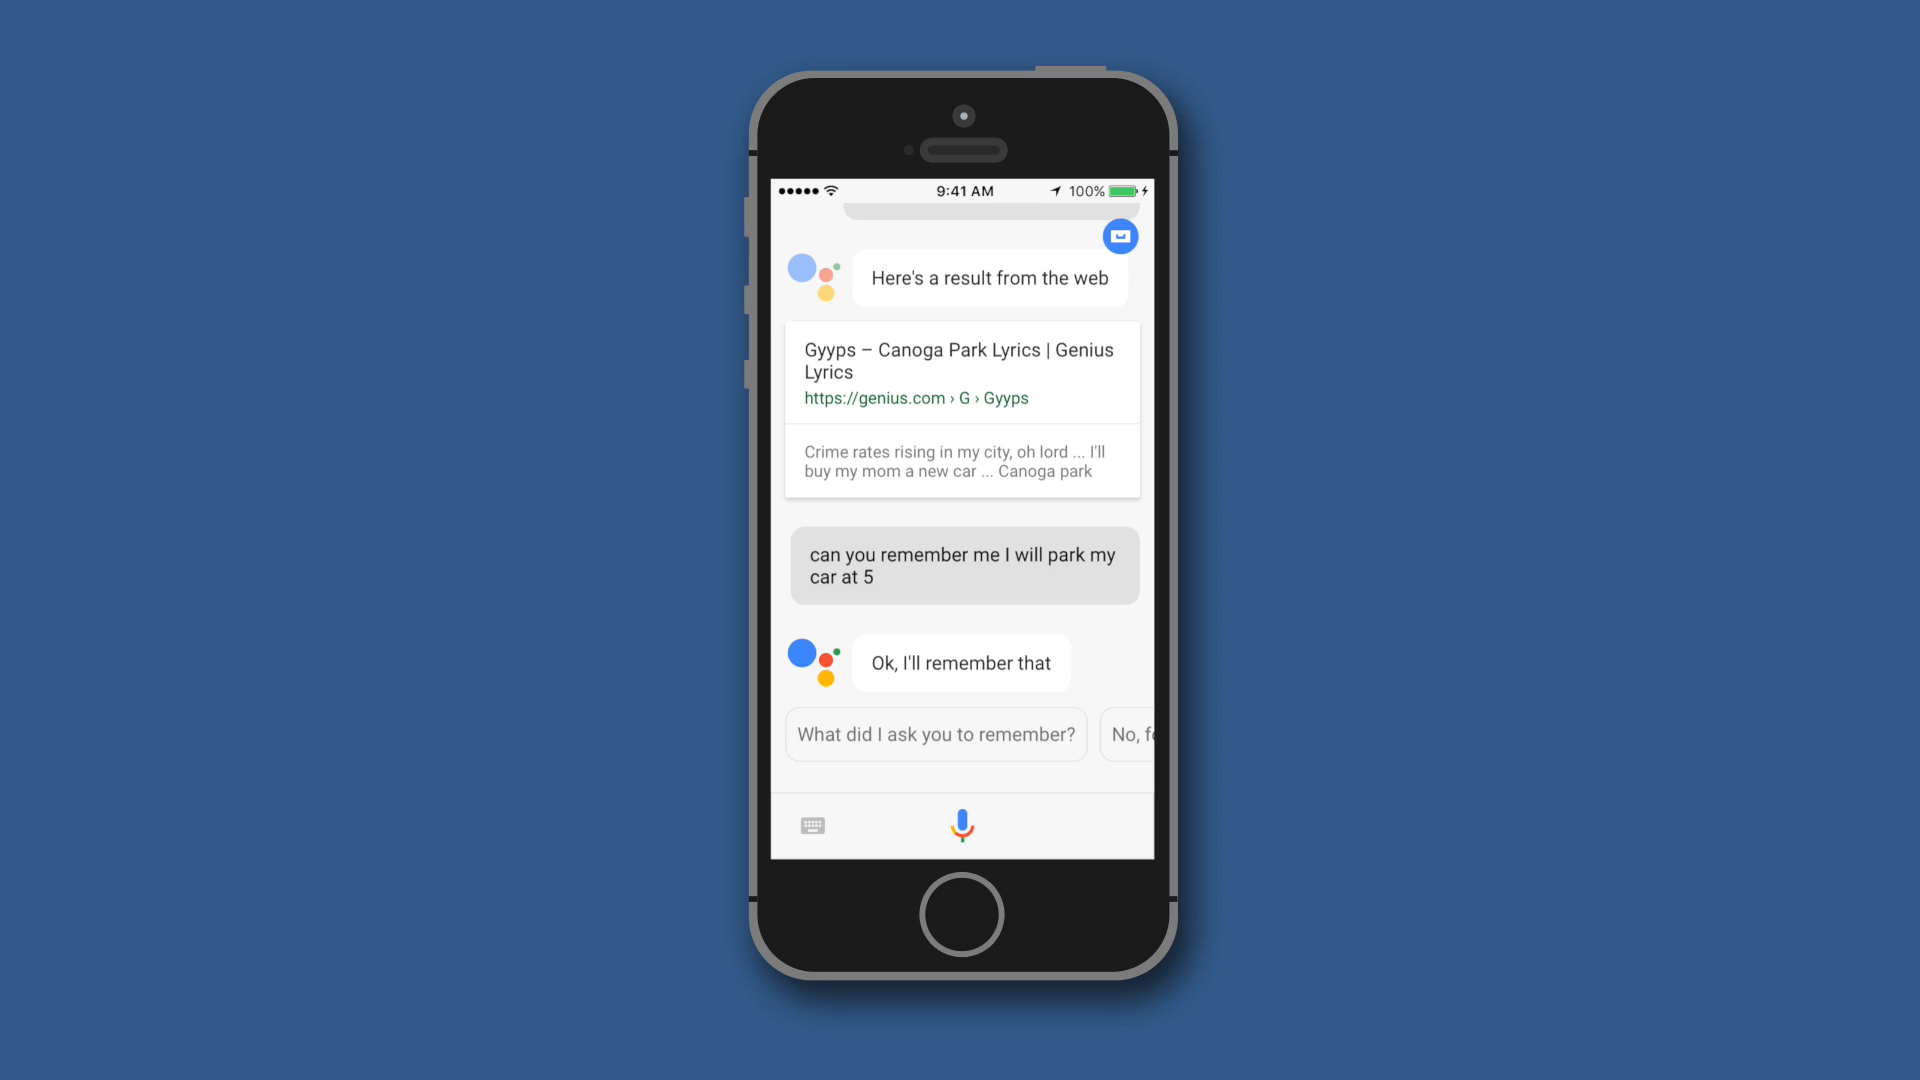 9:41 AM
100%
Here's a result from the web
Gyyps – Canoga Park Lyrics | Genius
Lyrics
https://genius.com › G › Gyyps
Crime rates rising in my city, oh lord ... I'll
buy my mom a new car ... Canoga park
can you remember me I will park my
car at 5
Ok, I'll remember that
What did I ask you to remember?
No,